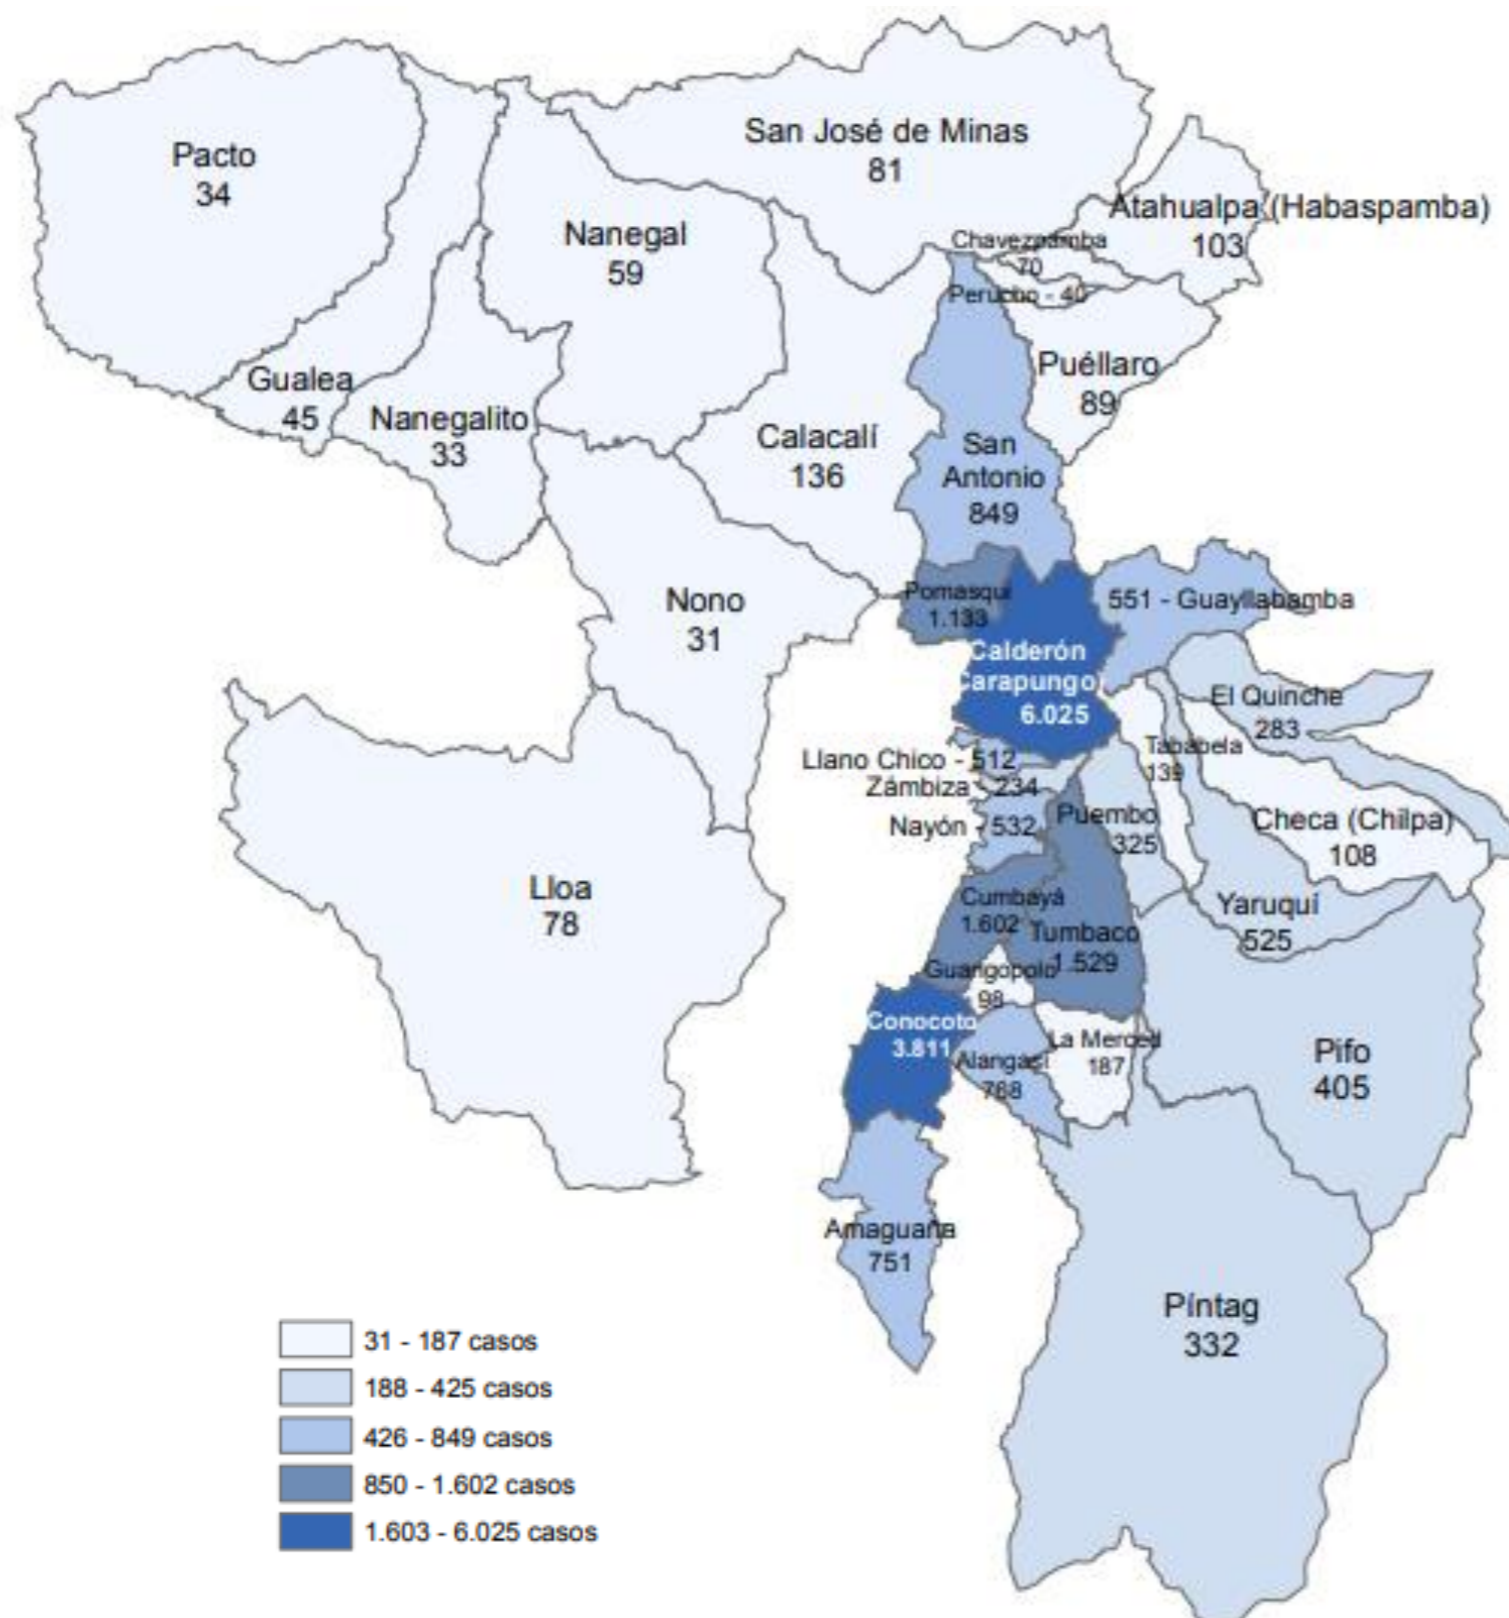 San José de Minas
81
Pacto
34
Atahualpa (Habaspamba)
103
Nanegal
59
Chavezpamba
70
Perucho - 40
Puéllaro
89
Gualea
45
Nanegalito
33
Calacalí
136
San
Antonio
849
Nono
31
Pomasqui
1.133
551 - Guayllabamba
Calderón
Carapungo
6.025
El Quinche
283
Tababela
139
Llano Chico - 512
Zámbiza - 234
Nayón - 532
Puembo
325
Checa (Chilpa)
108
Lloa
78
Cumbayá
1.602
Tumbaco
1.529
Yaruquí
525
Guangopolo
98
Conocoto
3.811
Alangasí
768
La Merced
187
Pifo
405
Amaguaña
751
Píntag
332
31 - 187 casos
188 - 425 casos
426 - 849 casos
850 - 1.602 casos
1.603 - 6.025 casos